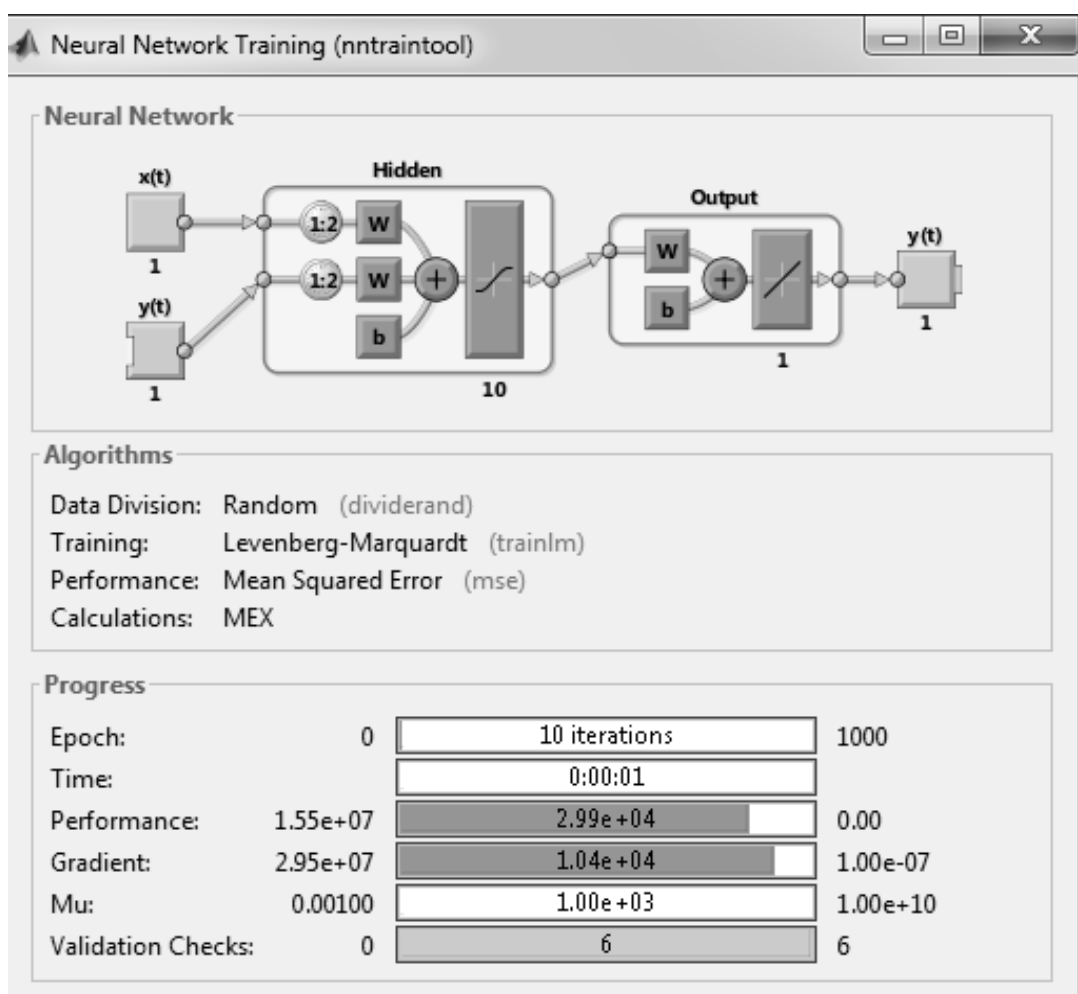 Neural Network Training (nntraintool)
Neural Network
x(t)
1
y(t)
1
Hidden
1:2 W
1:2 W
+
b
10
Output
W
+
b
1
y(t)
1
Algorithms
Data Division: Random (dividerand)
Training: Levenberg-Marquardt (trainlm)
Performance: Mean Squared Error (mse)
Calculations: MEX
Progress
Epoch: 0 10 iterations 1000
Time: 0:00:01
Performance: 1.55e+07 2.99e+04 0.00
Gradient: 2.95e+07 1.04e+04 1.00e-07
Mu: 0.00100 1.00e+03 1.00e+10
Validation Checks: 0 6 6